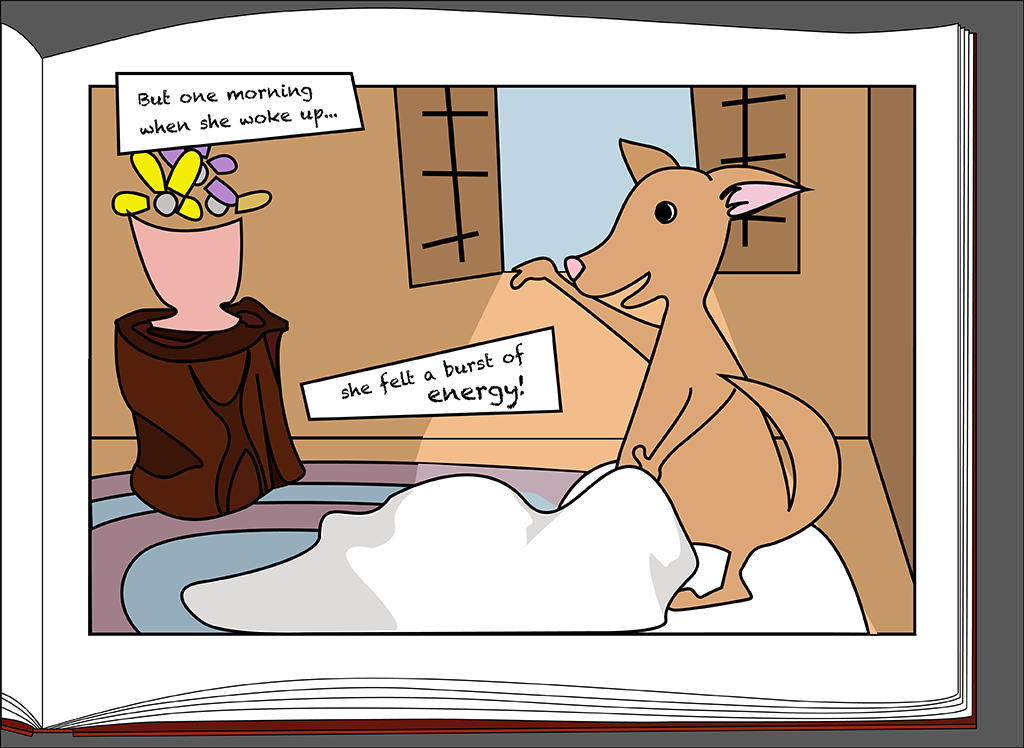 But one morning
when she woke up...
she felt a burst of
energy!